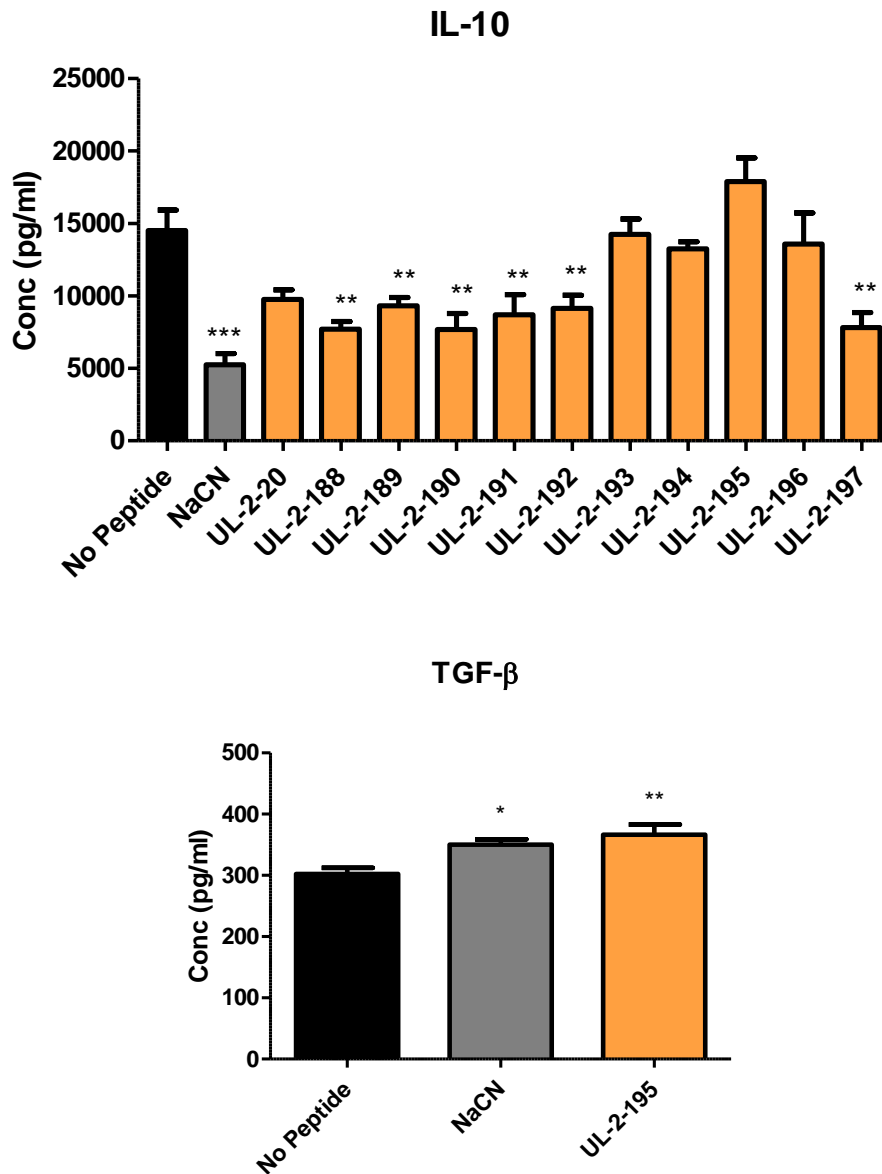 IL-10
Conc (pg/ml)
25000
20000
15000
10000
5000
0
***
**
**
**
**
**
**
No Peptide
NaCN
UL-2-20
UL-2-188
UL-2-189
UL-2-190
UL-2-191
UL-2-192
UL-2-193
UL-2-194
UL-2-195
UL-2-196
UL-2-197
TGF-β
Conc (pg/ml)
500
400
300
200
100
0
*
**
No Peptide
NaCN
UL-2-195